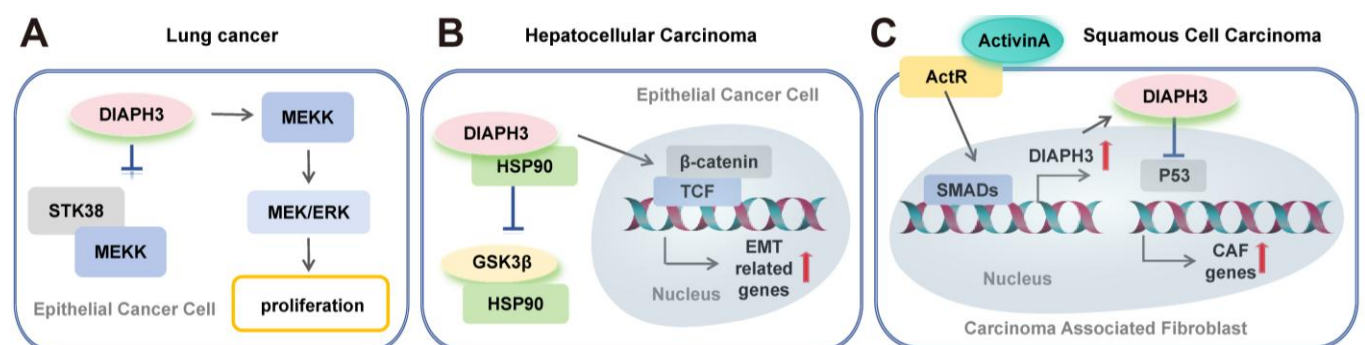 A
Lung cancer
DIAPH3
MEKK
STK38
MEKK
MEK/ERK
proliferation
Epithelial Cancer Cell
B
Hepatocellular Carcinoma
Epithelial Cancer Cell
DIAPH3
HSP90
β-catenin
TCF
GSK3β
HSP90
EMT
related
genes
Nucleus
C
ActivinA
Squamous Cell Carcinoma
ActR
DIAPH3
DIAPH3
P53
SMADs
CAF
genes
Nucleus
Carcinoma Associated Fibroblast